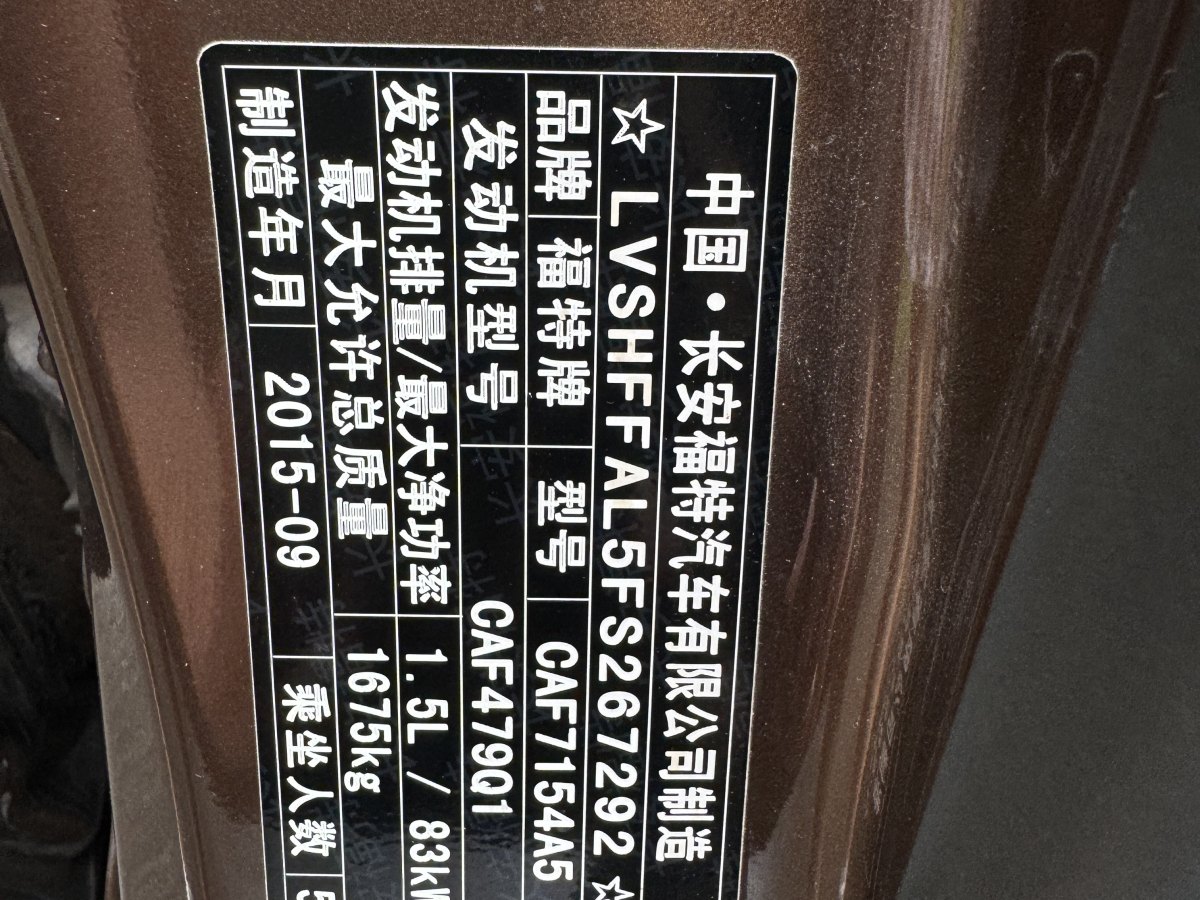 中国·长安福特汽车有限公司制造
☆LVSHFFAL5FS267292☆
品牌 福特牌 型号 CAF7154A5
发动机型号 CAF479Q1
发动机排量/最大净功率 1.5L / 83kW
最大允许总质量 1675kg
制造年月 2015-09 乘坐人数 5